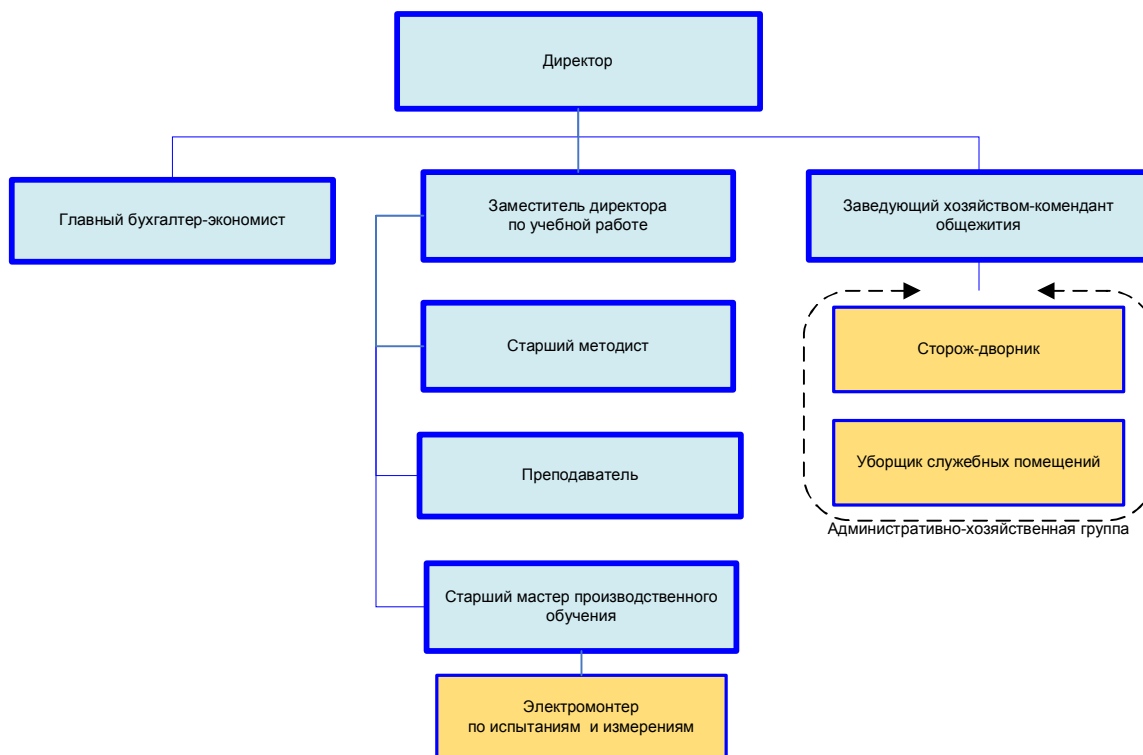 Директор
Главный бухгалтер-экономист
Заместитель директора
по учебной работе
Заведующий хозяйством-комендант
общежития
Старший методист
Сторож-дворник
Преподаватель
Уборщик служебных помещений
Административно-хозяйственная группа
Старший мастер производственного
обучения
Электромонтер
по испытаниям и измерениям